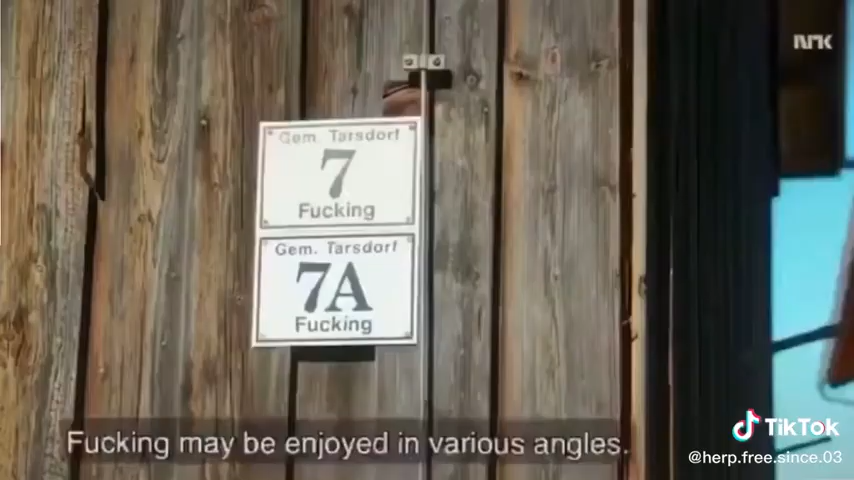 NRK
Gem. Tarsdorf
7
Fucking
Gem. Tarsdorf
7A
Fucking
Fucking may be enjoyed in various angles.
TikTok
@herp.free.since.03